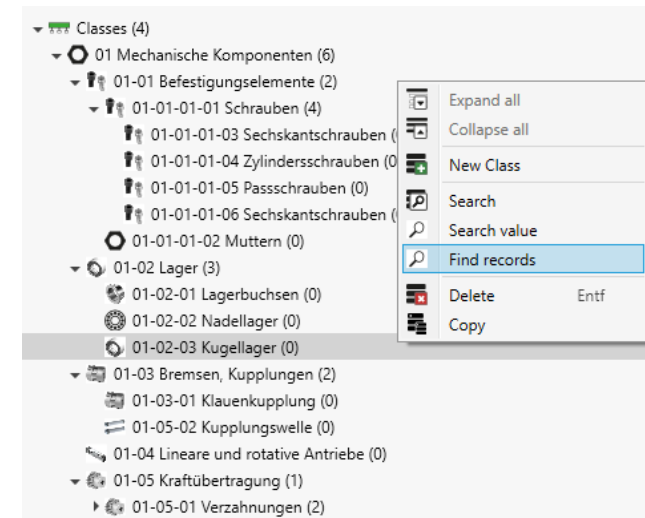 Classes (4)
01 Mechanische Komponenten (6)
01-01 Befestigungselemente (2)
01-01-01-01 Schrauben (4)
01-01-01-03 Sechskantschrauben (
01-01-01-04 Zylindersschrauben (0
01-01-01-05 Passschrauben (0)
01-01-01-06 Sechskantschrauben (
01-01-01-02 Muttern (0)
01-02 Lager (3)
01-02-01 Lagerbuchsen (0)
01-02-02 Nadellager (0)
01-02-03 Kugellager (0)
01-03 Bremsen, Kupplungen (2)
01-03-01 Klauenkupplung (0)
01-05-02 Kupplungswelle (0)
01-04 Lineare und rotative Antriebe (0)
01-05 Kraftübertragung (1)
01-05-01 Verzahnungen (2)
Expand all
Collapse all
New Class
Search
Search value
Find records
Delete Entf
Copy